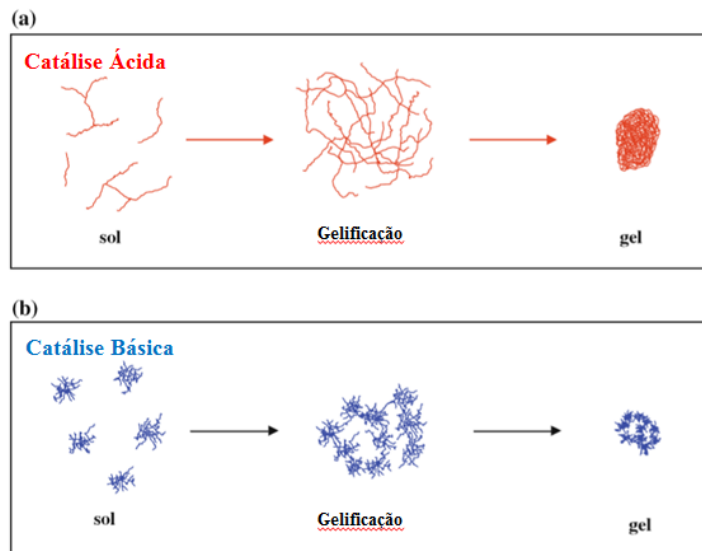 (a)
Catálise Ácida
sol
Gelificação
gel
(b)
Catálise Básica
sol
Gelificação
gel